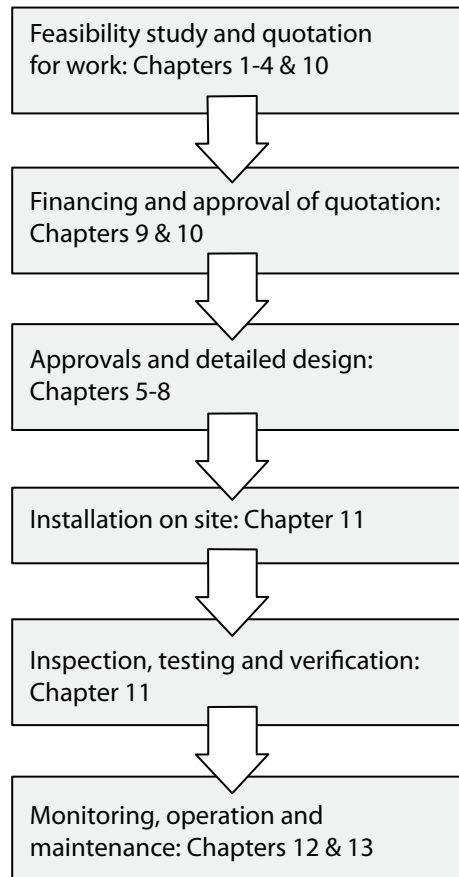 Feasibility study and quotation
for work: Chapters 1-4 & 10
Financing and approval of quotation:
Chapters 9 & 10
Approvals and detailed design:
Chapters 5-8
Installation on site: Chapter 11
Inspection, testing and verification:
Chapter 11
Monitoring, operation and
maintenance: Chapters 12 & 13